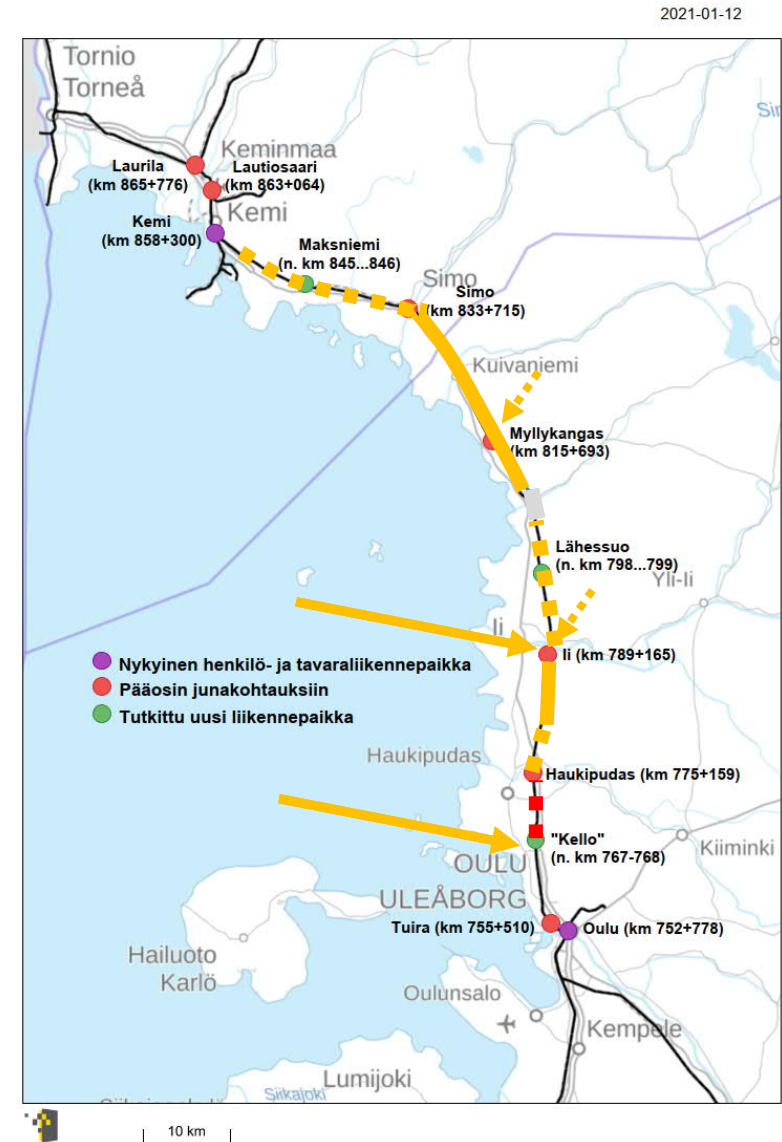 2021-01-12
Tornio
Torneå
Keminmaa
Laurila
(km 865+776)
Lautiosaari
(km 863+064)
Kemi
Kemi
(km 858+300)
Maksniemi
(n. km 845...846)
Simo
Simo
(km 833+715)
Kuivaniemi
Myllykangas
(km 815+693)
Lähessuo
(n. km 798...799)
Yli-Ii
Ii
Ii (km 789+165)
Nykyinen henkilö- ja tavaraliikennepaikka
Pääosin junakohtauksiin
Tutkittu uusi liikennepaikka
Haukipudas
Haukipudas (km 775+159)
"Kello"
(n. km 767-768)
Kiiminki
OULU
ULEÅBORG
Tuira (km 755+510)
Oulu (km 752+778)
Hailuoto
Karlö
Oulunsalo
Kempele
Lumijoki
Siikajoki
10 km